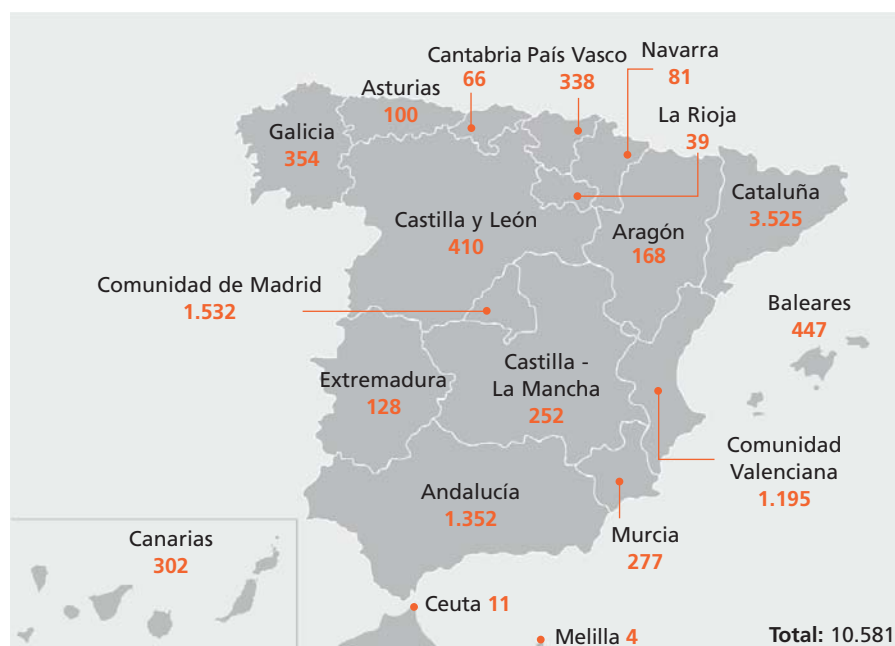 Cantabria
66
País Vasco
338
Navarra
81
Asturias
100
La Rioja
39
Galicia
354
Cataluña
3.525
Castilla y León
410
Aragón
168
Comunidad de Madrid
1.532
Baleares
447
Castilla -
La Mancha
252
Extremadura
128
Comunidad
Valenciana
1.195
Andalucía
1.352
Murcia
277
Canarias
302
Ceuta 11
Melilla 4
Total: 10.581